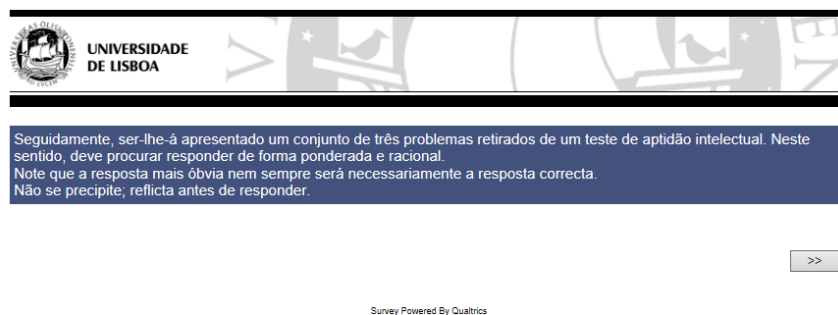 UNIVERSIDADE
DE LISBOA
Seguidamente, ser-lhe-á apresentado um conjunto de três problemas retirados de um teste de aptidão intelectual. Neste
sentido, deve procurar responder de forma ponderada e racional.
Note que a resposta mais óbvia nem sempre será necessariamente a resposta correcta.
Não se precipite; reflicta antes de responder.
>>
Survey Powered By Qualtrics